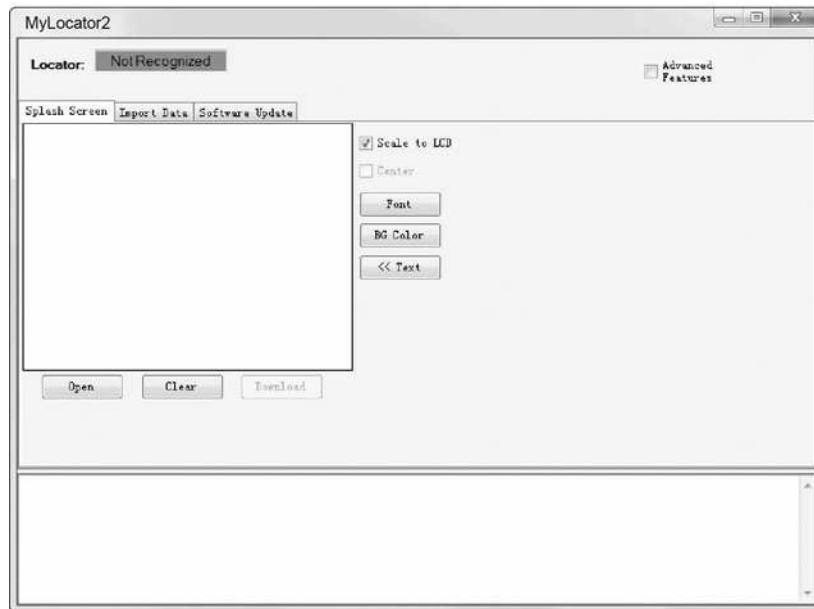 MyLocator2
Locator: Not Recognized
Advanced
Features
Splash Screen Import Data Software Update
Scale to LCD
Center
Font
BG Color
<< Text
Open Clear Download